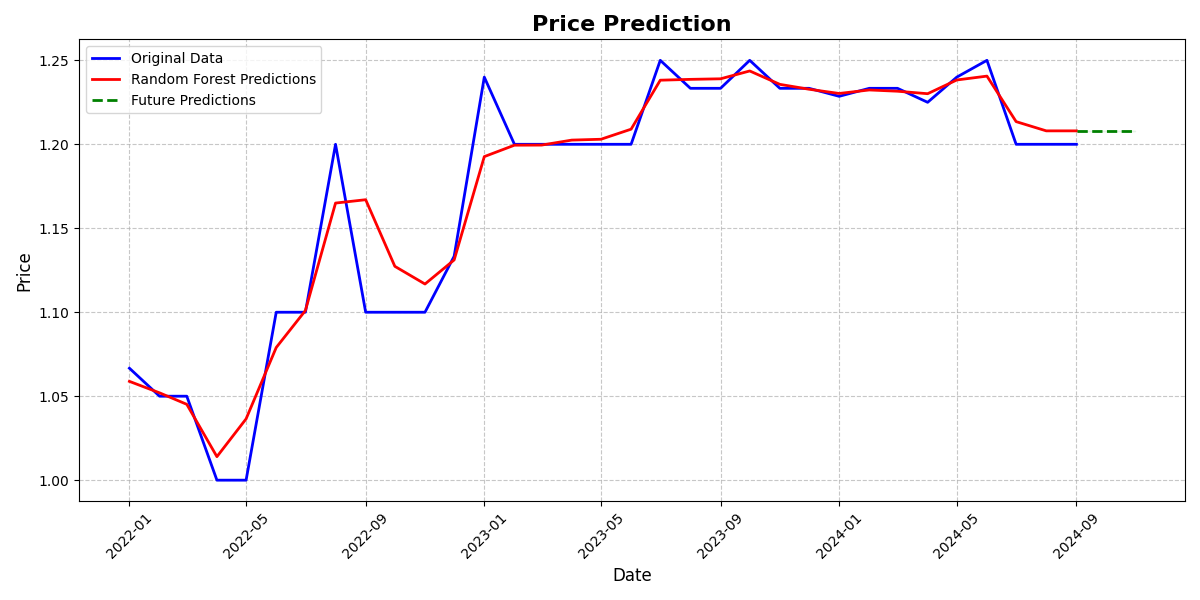 Price Prediction
Original Data
Random Forest Predictions
Future Predictions
1.25
1.20
1.15
1.10
1.05
1.00
Price
2022-01
2022-05
2022-09
2023-01
2023-05
2023-09
2024-01
2024-05
2024-09
Date